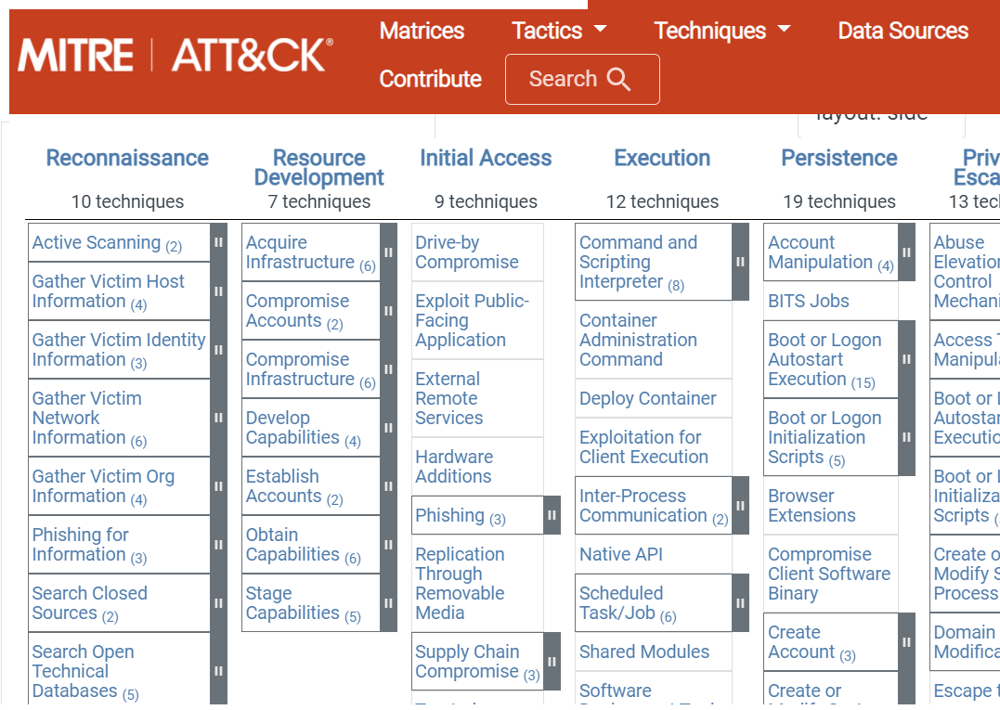 MITRE | ATT&CK®
Matrices Tactics Techniques Data Sources
Contribute Search
layout: side
Reconnaissance
10 techniques
Active Scanning (2)
Gather Victim Host
Information (4)
Gather Victim Identity
Information (3)
Gather Victim
Network
Information (6)
Gather Victim Org
Information (4)
Phishing for
Information (3)
Search Closed
Sources (2)
Search Open
Technical
Databases (5)
Resource
Development
7 techniques
Acquire
Infrastructure (6)
Compromise
Accounts (2)
Compromise
Infrastructure (6)
Develop
Capabilities (4)
Establish
Accounts (2)
Obtain
Capabilities (6)
Stage
Capabilities (5)
Initial Access
9 techniques
Drive-by
Compromise
Exploit Public-
Facing
Application
External
Remote
Services
Hardware
Additions
Phishing (3)
Replication
Through
Removable
Media
Supply Chain
Compromise (3)
Execution
12 techniques
Command and
Scripting
Interpreter (8)
Container
Administration
Command
Deploy Container
Exploitation for
Client Execution
Inter-Process
Communication (2)
Native API
Scheduled
Task/Job (6)
Shared Modules
Software
Persistence
19 techniques
Account
Manipulation (4)
BITS Jobs
Boot or Logon
Autostart
Execution (15)
Boot or Logon
Initialization
Scripts (5)
Browser
Extensions
Compromise
Client Software
Binary
Create
Account (3)
Create or
Priv
Esca
13 tec
Abuse
Elevation
Control
Mechani
Access T
Manipula
Boot or L
Autostar
Executio
Boot or L
Initializa
Scripts (
Create o
Modify S
Process
Domain
Modifica
Escape t